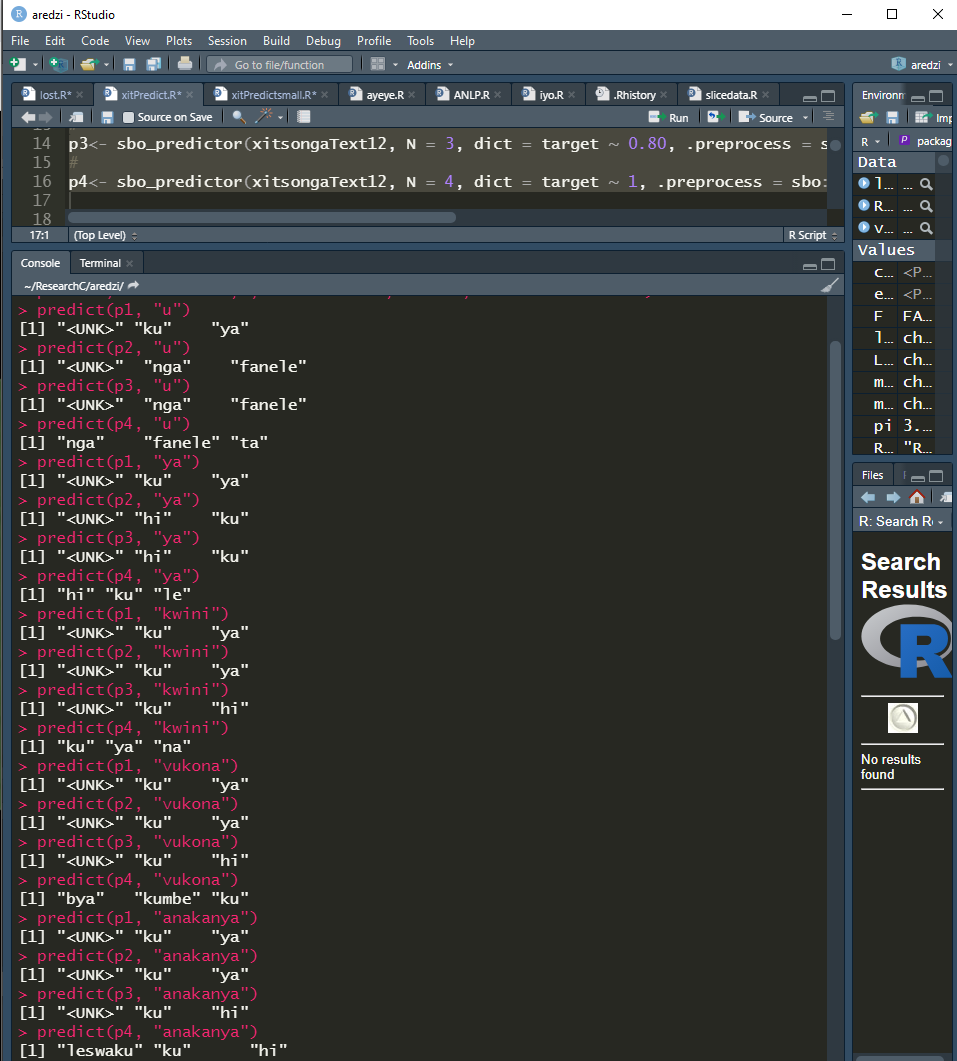 aredzi - RStudio
File Edit Code View Plots Session Build Debug Profile Tools Help
Go to file/function Addins aredzi
lost.R* xitPredict.R* xitPredictsmall.R* ayeye.R ANLP.R iyo.R .Rhistory slicedata.R
Source on Save Run Source
14 p3<- sbo_predictor(xitsongaText12, N = 3, dict = target ~ 0.80, .preprocess = s
15 #
16 p4<- sbo_predictor(xitsongaText12, N = 4, dict = target ~ 1, .preprocess = sbo:
17
18
17:1 (Top Level) R Script
Console Terminal
~/ResearchC/aredzi/
> predict(p1, "u")
[1] "<UNK>" "ku" "ya"
> predict(p2, "u")
[1] "<UNK>" "nga" "fanele"
> predict(p3, "u")
[1] "<UNK>" "nga" "fanele"
> predict(p4, "u")
[1] "nga" "fanele" "ta"
> predict(p1, "ya")
[1] "<UNK>" "ku" "ya"
> predict(p2, "ya")
[1] "<UNK>" "hi" "ku"
> predict(p3, "ya")
[1] "<UNK>" "hi" "ku"
> predict(p4, "ya")
[1] "hi" "ku" "le"
> predict(p1, "kwini")
[1] "<UNK>" "ku" "ya"
> predict(p2, "kwini")
[1] "<UNK>" "ku" "ya"
> predict(p3, "kwini")
[1] "<UNK>" "ku" "hi"
> predict(p4, "kwini")
[1] "ku" "ya" "na"
> predict(p1, "vukona")
[1] "<UNK>" "ku" "ya"
> predict(p2, "vukona")
[1] "<UNK>" "ku" "ya"
> predict(p3, "vukona")
[1] "<UNK>" "ku" "hi"
> predict(p4, "vukona")
[1] "bya" "kumbe" "ku"
> predict(p1, "anakanya")
[1] "<UNK>" "ku" "ya"
> predict(p2, "anakanya")
[1] "<UNK>" "ku" "ya"
> predict(p3, "anakanya")
[1] "<UNK>" "ku" "hi"
> predict(p4, "anakanya")
[1] "leswaku" "ku" "hi"
Environm
Imp
R packag
Data
l... ...
R... ...
v... ...
Values
c... <P...
e... <P...
F FA...
l... ch...
L... ch...
m... ch...
m... ch...
pi 3....
R... "R...
Files
R: Search Re
Search
Results
R
No results
found